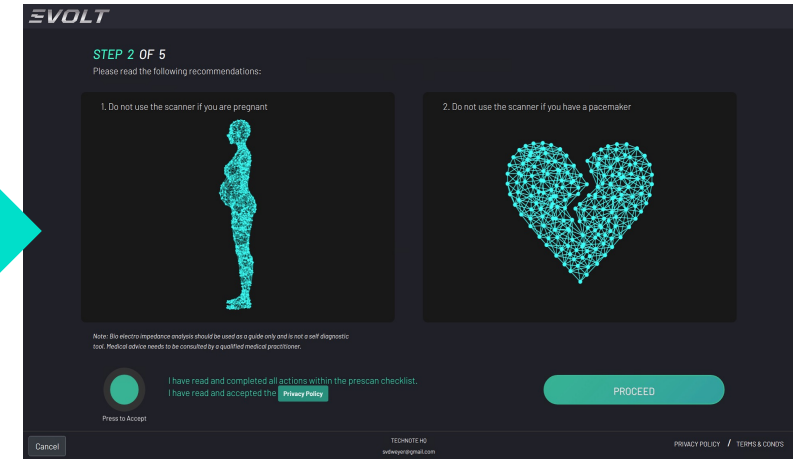 EVOLT
STEP 2 OF 5
Please read the following recommendations:
1. Do not use the scanner if you are pregnant
2. Do not use the scanner if you have a pacemaker
Note: Bio electro impedance analysis should be used as a guide only and is not a self diagnostic
tool. Medical advice needs to be consulted by a qualified medical practitioner.
I have read and completed all actions within the prescan checklist.
I have read and accepted the Privacy Policy
Press to Accept
PROCEED
Cancel
TECHNOTE HQ
svdweyer@gmail.com
PRIVACY POLICY / TERMS & COND'S